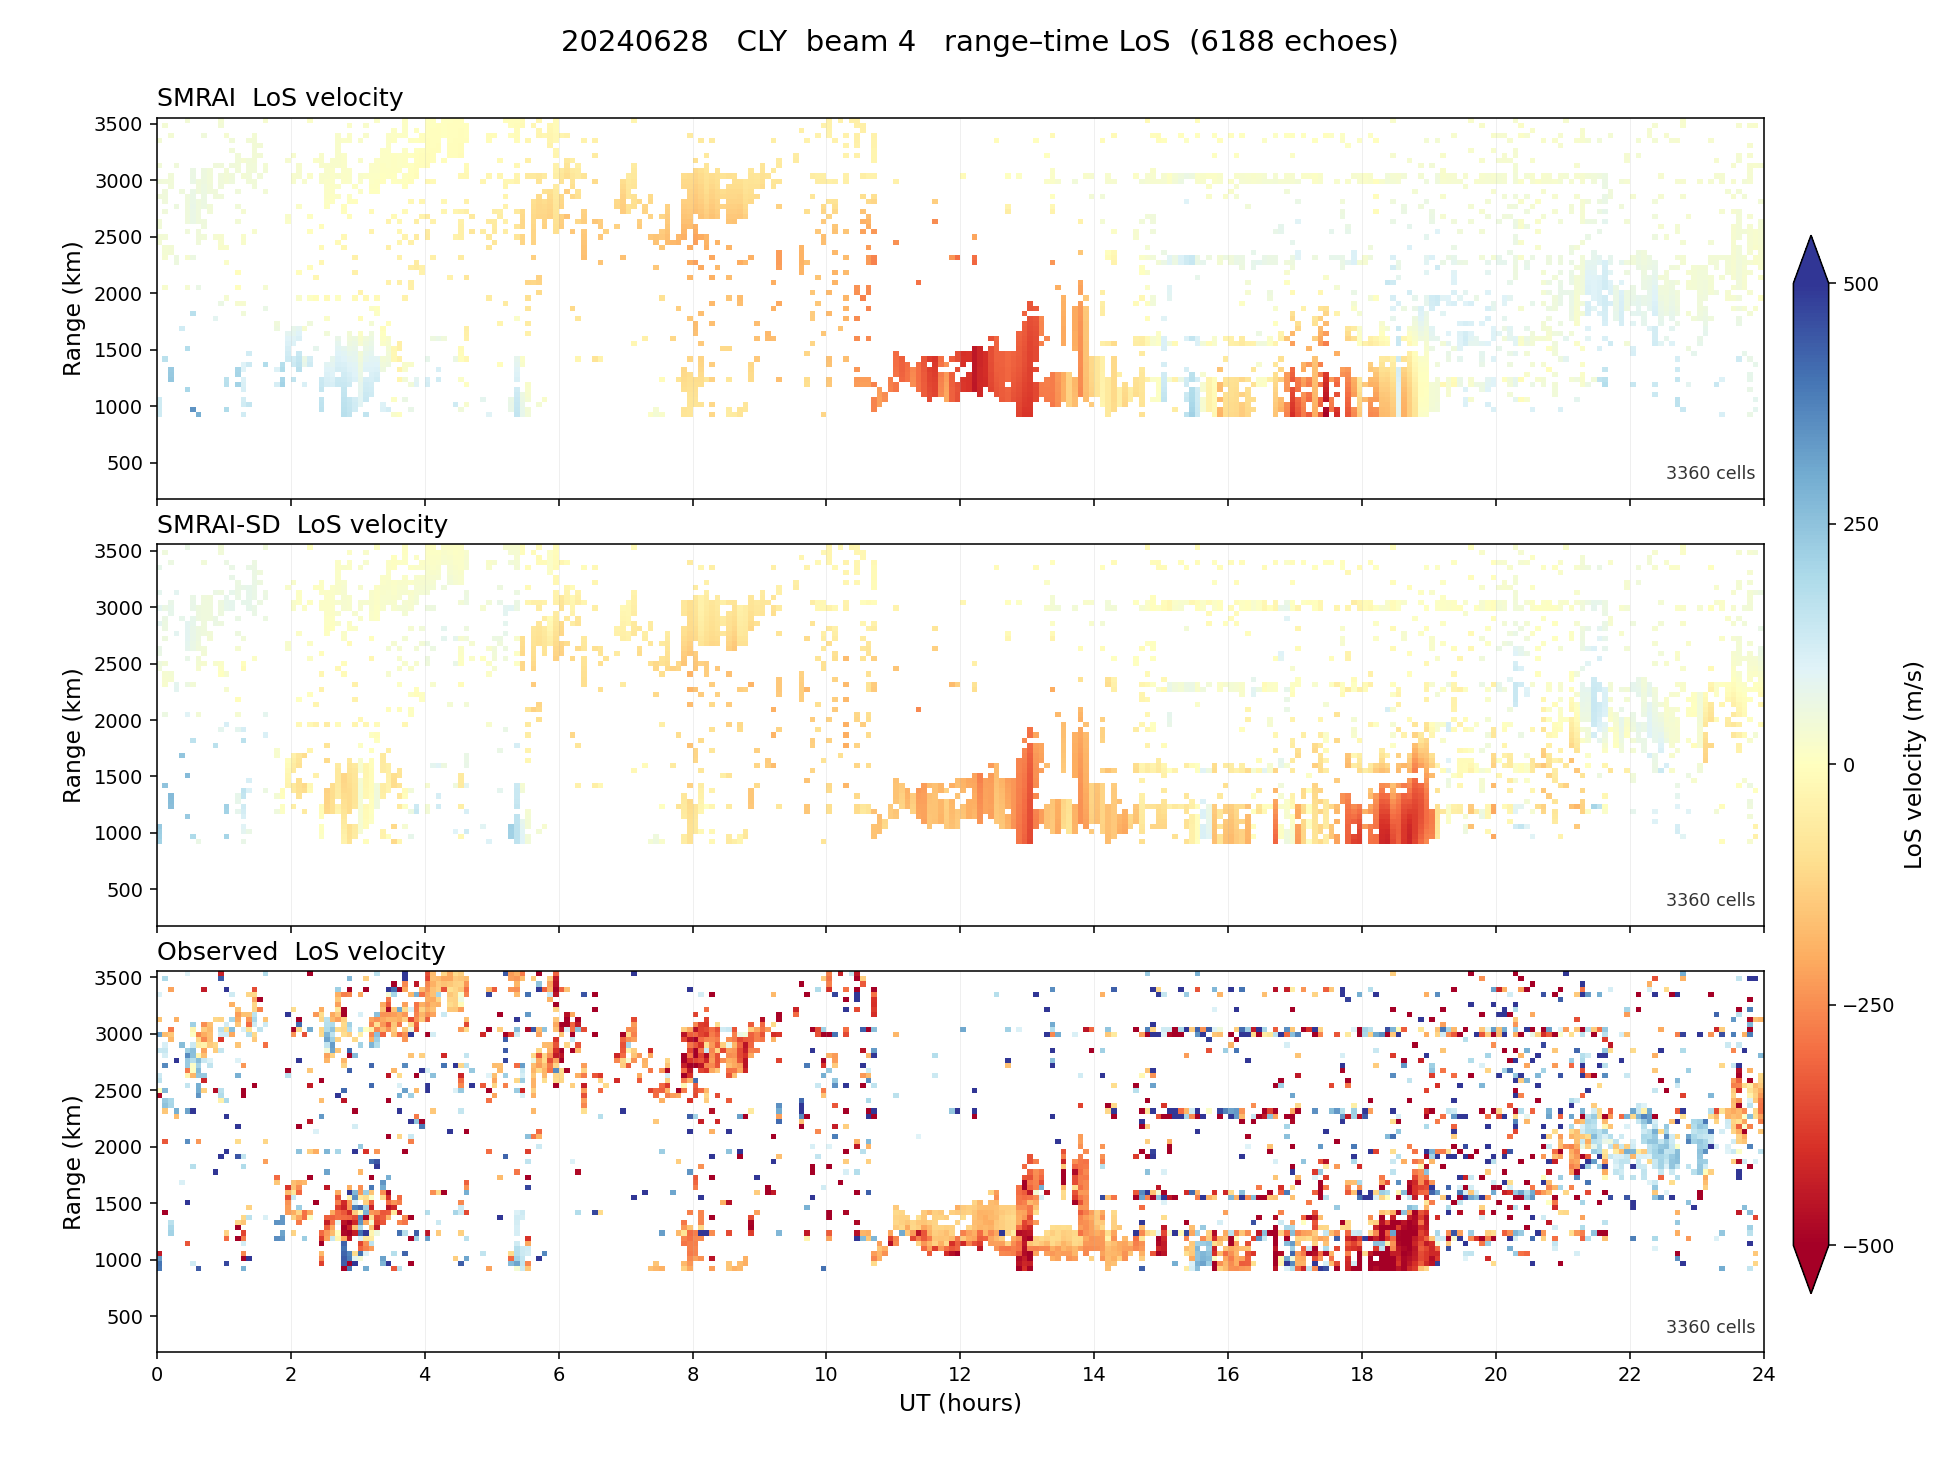 20240628   CLY  beam 4   range–time LoS  (6188 echoes)
SMRAI  LoS velocity
3500
3000
2500
2000
1500
1000
500
Range (km)
3360 cells
SMRAI-SD  LoS velocity
3500
3000
2500
2000
1500
1000
500
Range (km)
3360 cells
Observed  LoS velocity
3500
3000
2500
2000
1500
1000
500
Range (km)
3360 cells
0 2 4 6 8 10 12 14 16 18 20 22 24
UT (hours)
500
250
0
−250
−500
LoS velocity (m/s)